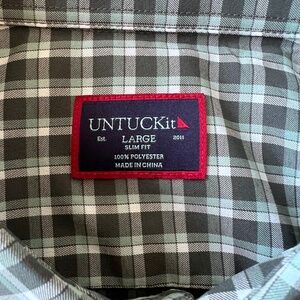 UNTUCKit
Est. LARGE 2011
SLIM FIT
100% POLYESTER
MADE IN CHINA